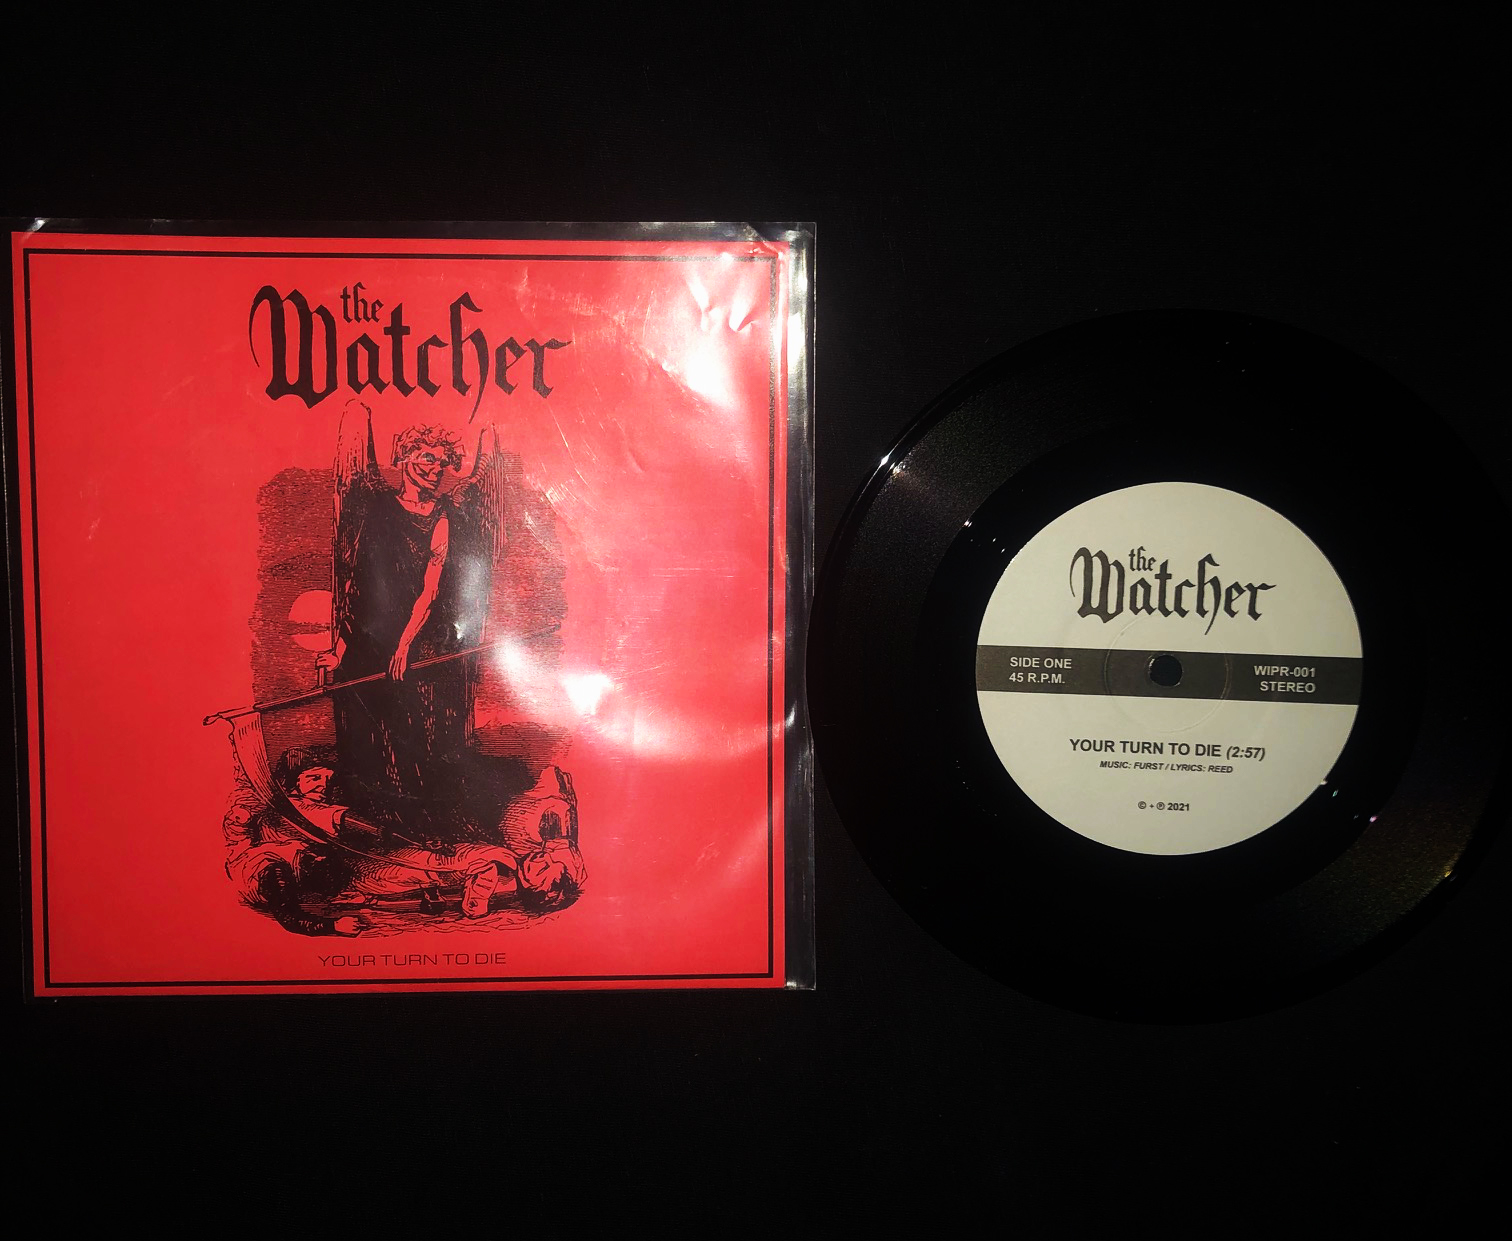 the
Watcher
YOUR TURN TO DIE
the
Watcher
SIDE ONE
45 R.P.M.
WIPR-001
STEREO
YOUR TURN TO DIE (2:57)
MUSIC: FURST / LYRICS: REED
© + ℗ 2021